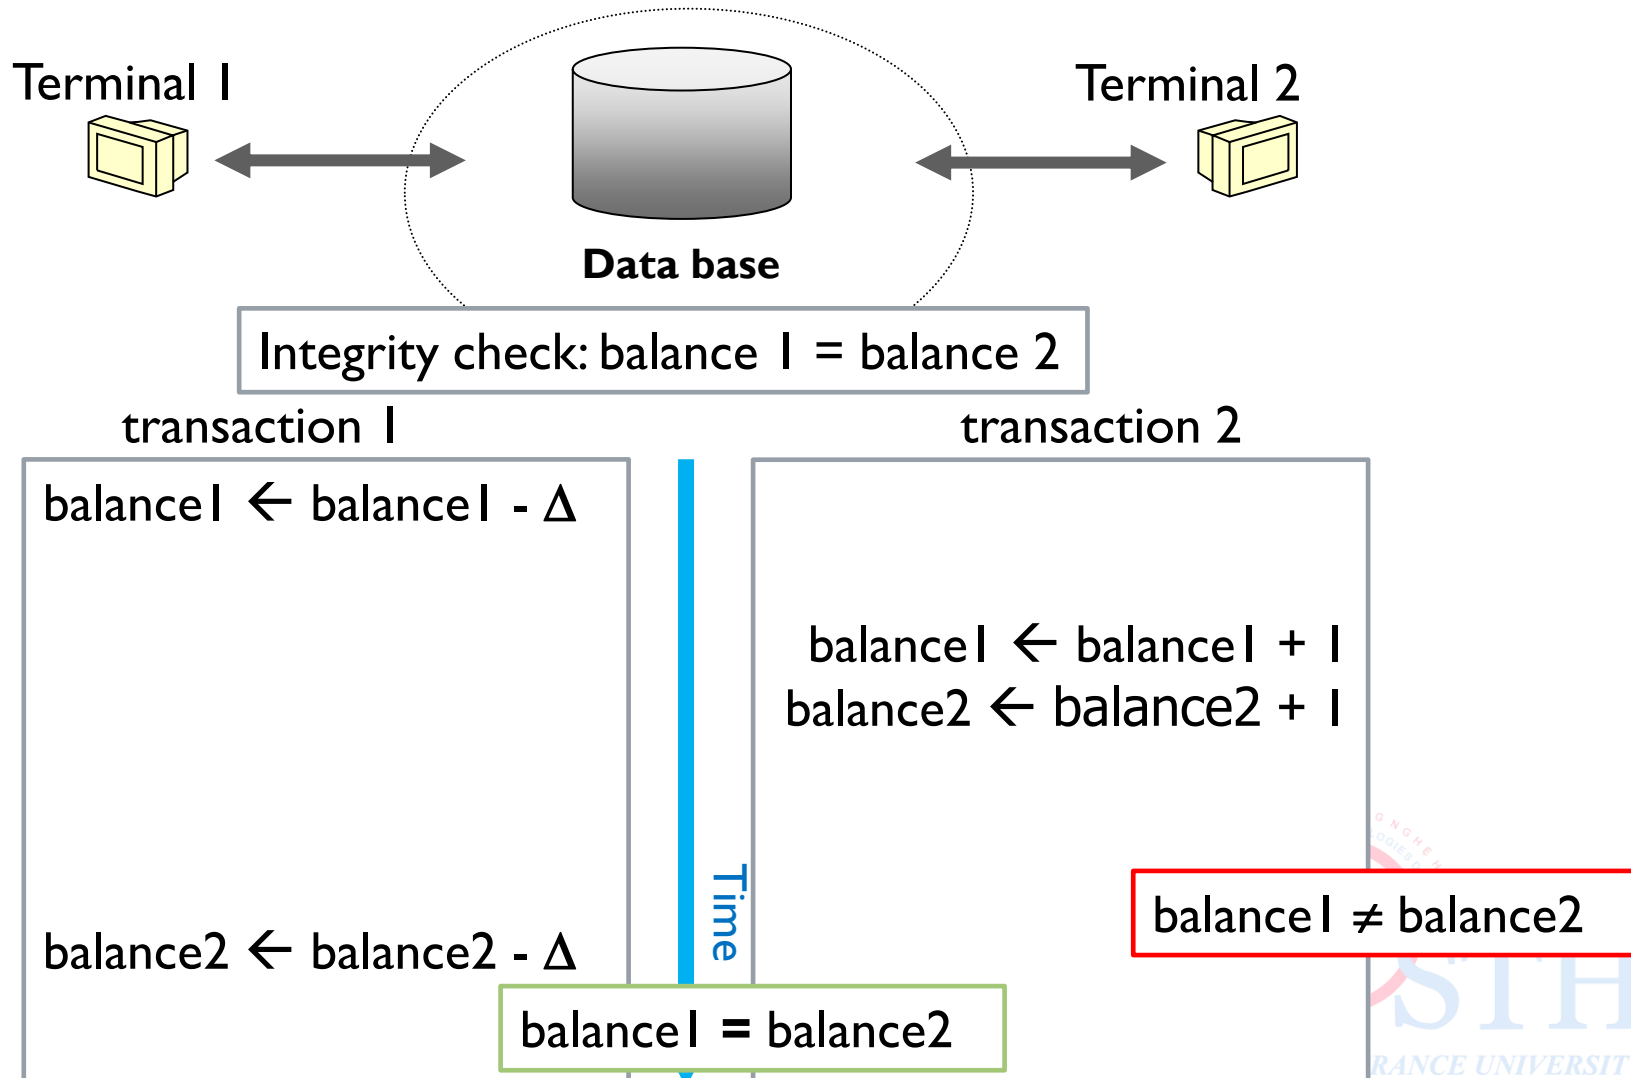 Terminal 1
Terminal 2
Data base
Integrity check: balance 1 = balance 2
transaction 1
transaction 2
balance1 ← balance1 - Δ
balance1 ← balance1 + 1
balance2 ← balance2 + 1
Time
balance1 ≠ balance2
balance2 ← balance2 - Δ
balance1 = balance2
STH